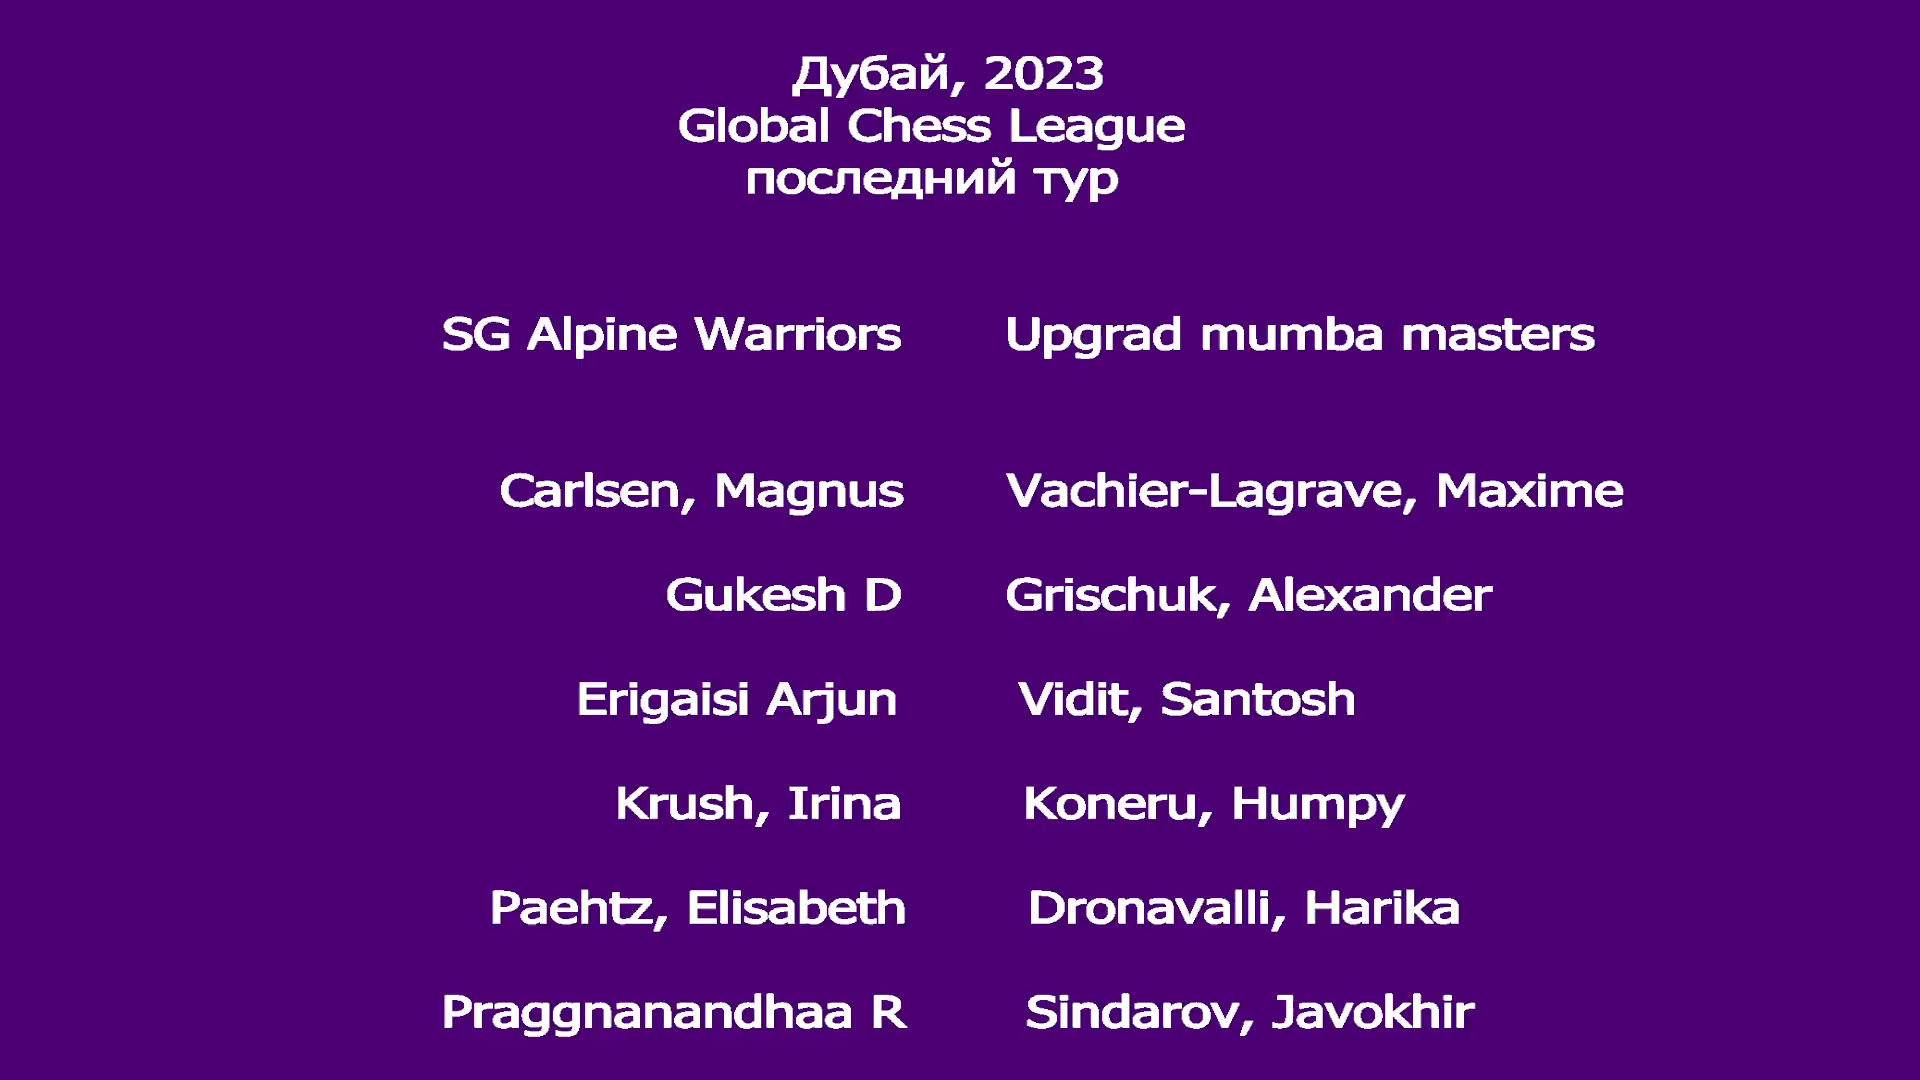 Дубай, 2023
Global Chess League
последний тур
SG Alpine Warriors Upgrad mumba masters
Carlsen, Magnus Vachier-Lagrave, Maxime
Gukesh D Grischuk, Alexander
Erigaisi Arjun Vidit, Santosh
Krush, Irina Koneru, Humpy
Paehtz, Elisabeth Dronavalli, Harika
Praggnanandhaa R Sindarov, Javokhir